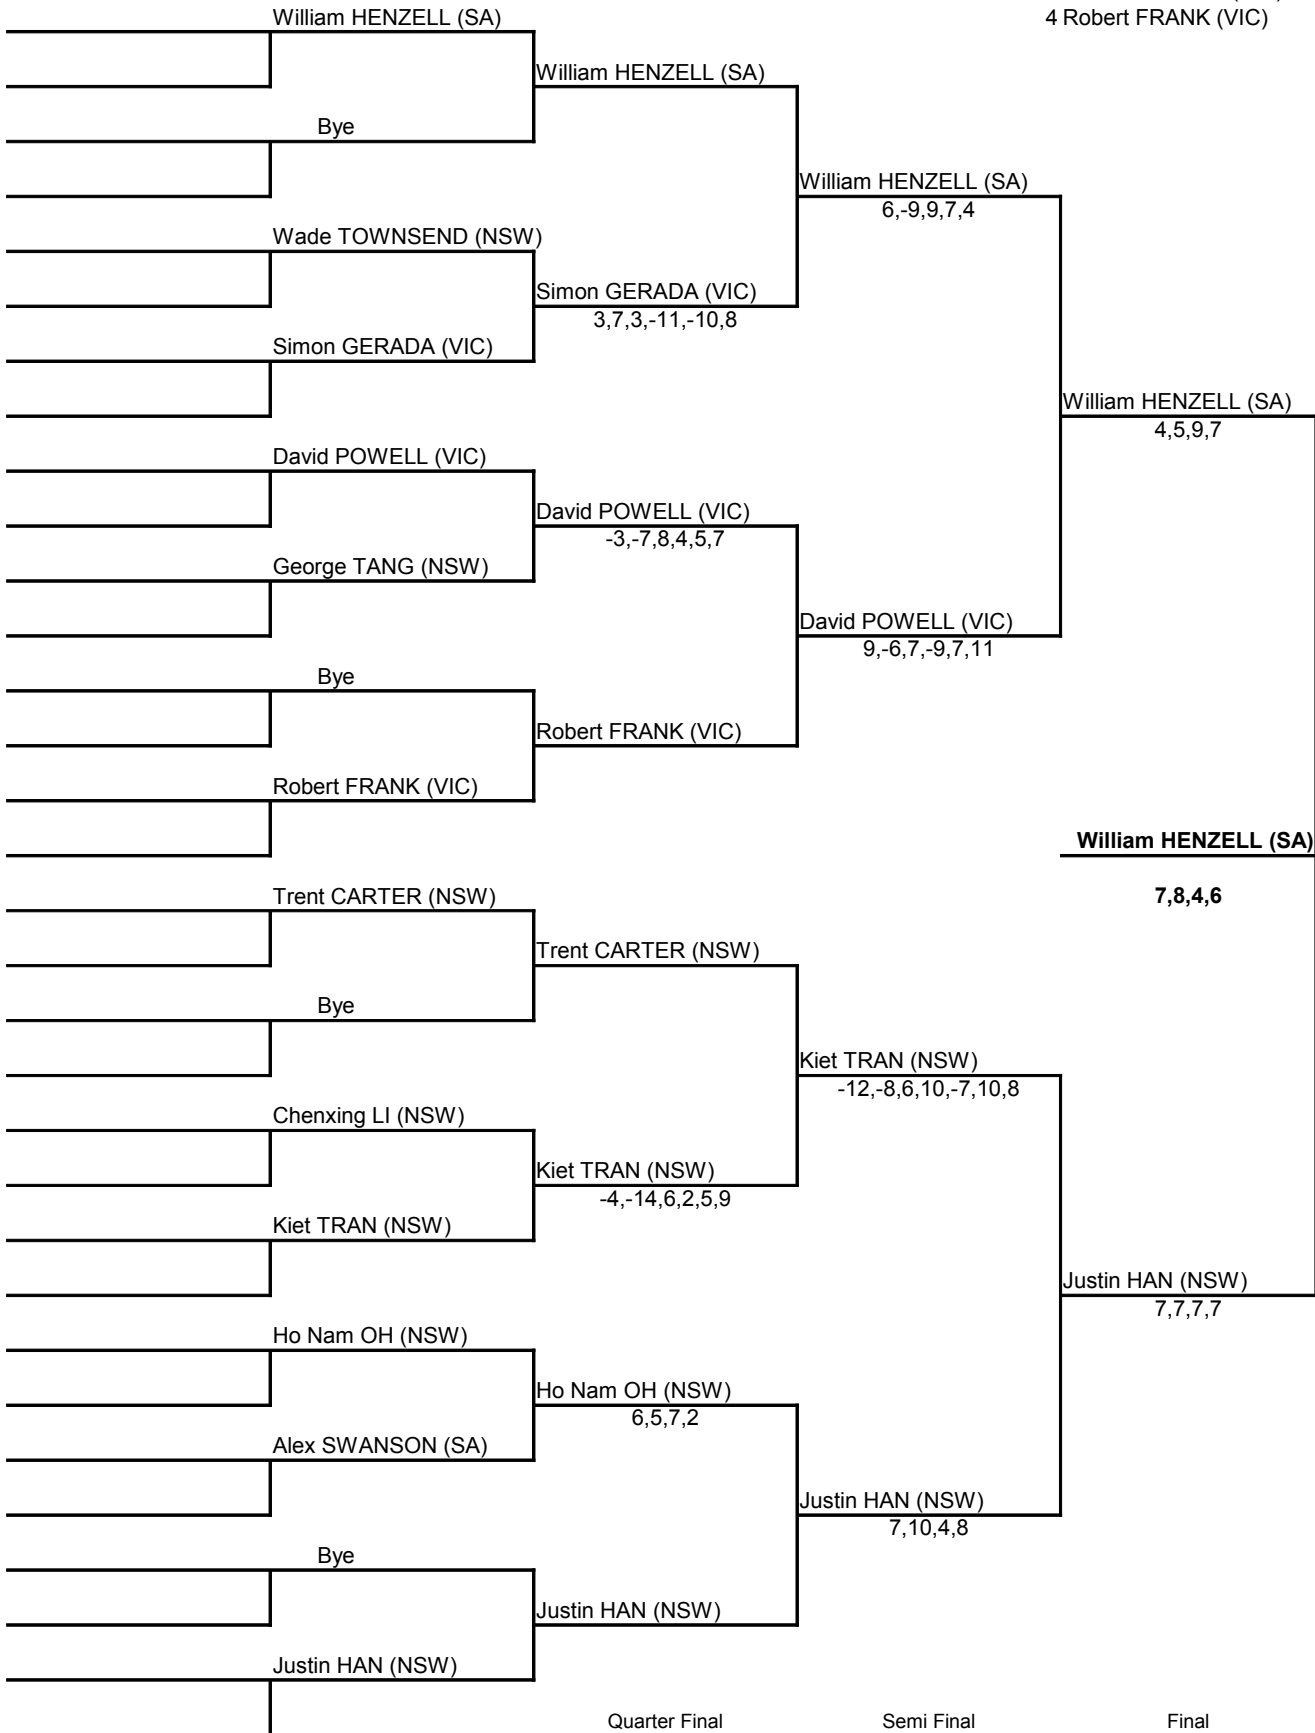 William HENZELL (SA)
4 Robert FRANK (VIC)
William HENZELL (SA)
Bye
William HENZELL (SA)
6,-9,9,7,4
Wade TOWNSEND (NSW)
Simon GERADA (VIC)
3,7,3,-11,-10,8
Simon GERADA (VIC)
William HENZELL (SA)
4,5,9,7
David POWELL (VIC)
David POWELL (VIC)
-3,-7,8,4,5,7
George TANG (NSW)
David POWELL (VIC)
9,-6,7,-9,7,11
Bye
Robert FRANK (VIC)
Robert FRANK (VIC)
William HENZELL (SA)
7,8,4,6
Trent CARTER (NSW)
Trent CARTER (NSW)
Bye
Kiet TRAN (NSW)
-12,-8,6,10,-7,10,8
Chenxing LI (NSW)
Kiet TRAN (NSW)
-4,-14,6,2,5,9
Kiet TRAN (NSW)
Justin HAN (NSW)
7,7,7,7
Ho Nam OH (NSW)
Ho Nam OH (NSW)
6,5,7,2
Alex SWANSON (SA)
Justin HAN (NSW)
7,10,4,8
Bye
Justin HAN (NSW)
Justin HAN (NSW)
Quarter Final
Semi Final
Final